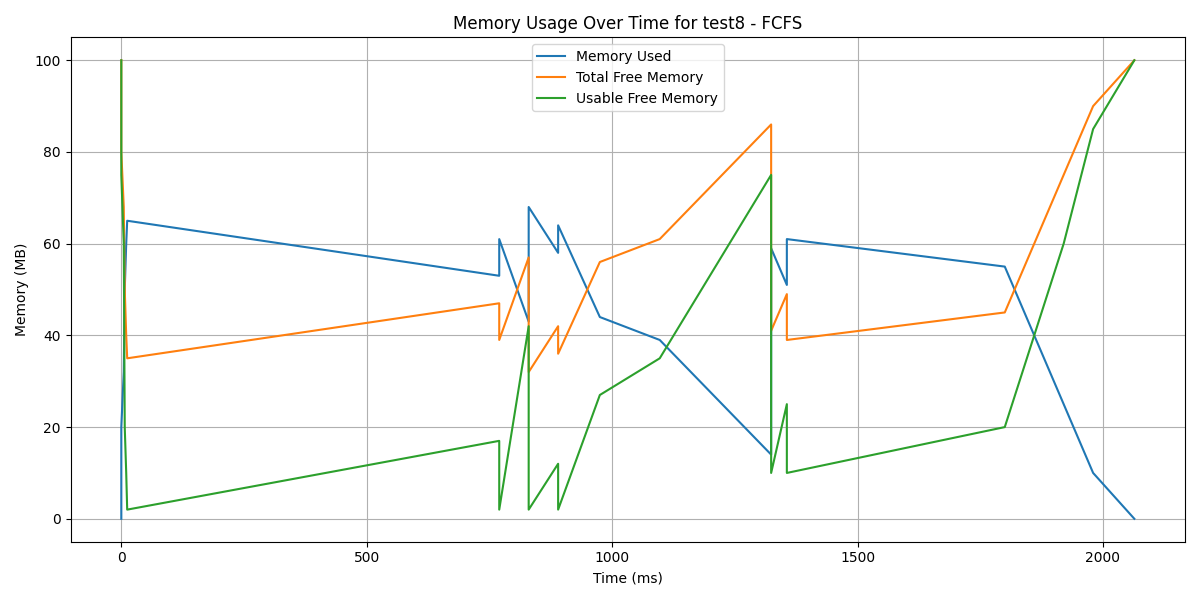 Memory Usage Over Time for test8 - FCFS
Memory Used
Total Free Memory
Usable Free Memory
Memory (MB)
100
80
60
40
20
0
0
500
1000
1500
2000
Time (ms)